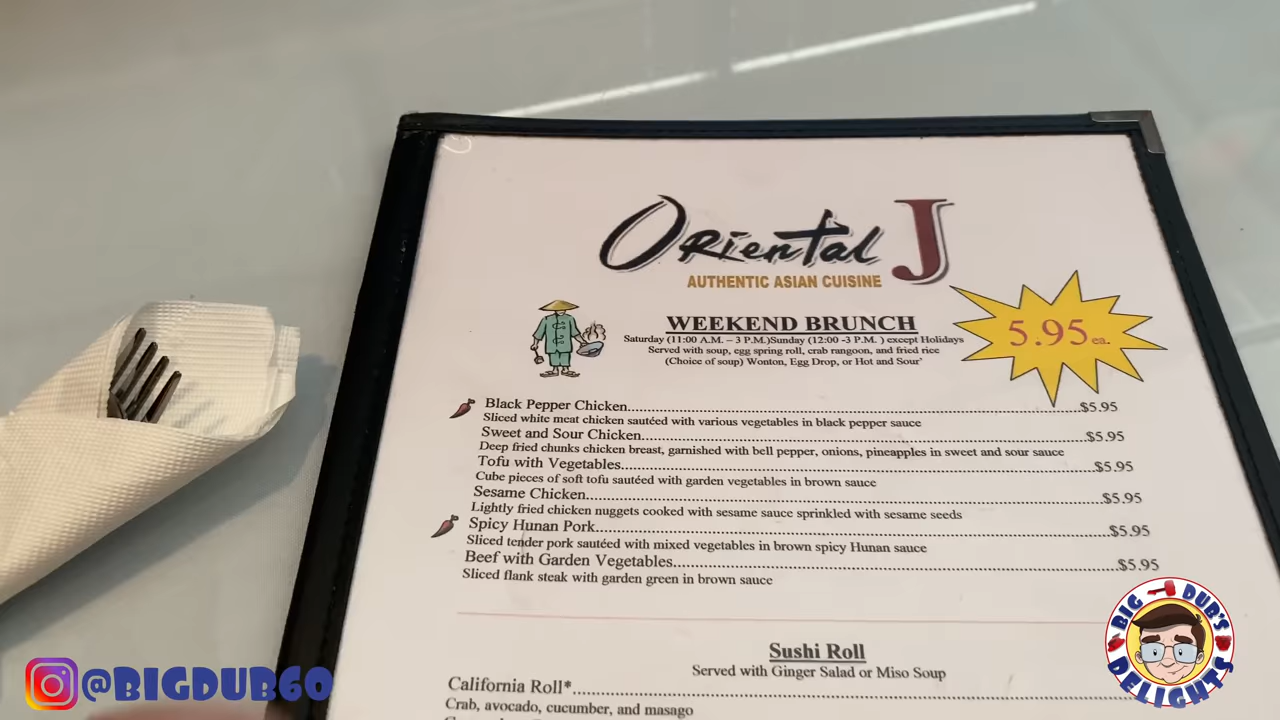 Oriental J
AUTHENTIC ASIAN CUISINE
WEEKEND BRUNCH
Saturday (11:00 A.M. – 3 P.M.)Sunday (12:00 -3 P.M. ) except Holidays
Served with soup, egg spring roll, crab rangoon, and fried rice
(Choice of soup) Wonton, Egg Drop, or Hot and Sour'
5.95 ea.
Black Pepper Chicken...$5.95
Sliced white meat chicken sautéed with various vegetables in black pepper sauce
Sweet and Sour Chicken...$5.95
Deep fried chunks chicken breast, garnished with bell pepper, onions, pineapples in sweet and sour sauce
Tofu with Vegetables...$5.95
Cube pieces of soft tofu sautéed with garden vegetables in brown sauce
Sesame Chicken...$5.95
Lightly fried chicken nuggets cooked with sesame sauce sprinkled with sesame seeds
Spicy Hunan Pork...$5.95
Sliced tender pork sautéed with mixed vegetables in brown spicy Hunan sauce
Beef with Garden Vegetables...$5.95
Sliced flank steak with garden green in brown sauce
Sushi Roll
Served with Ginger Salad or Miso Soup
California Roll*...
Crab, avocado, cucumber, and masago
@BIGDUB60
BIG DUB'S
DELIGHTS